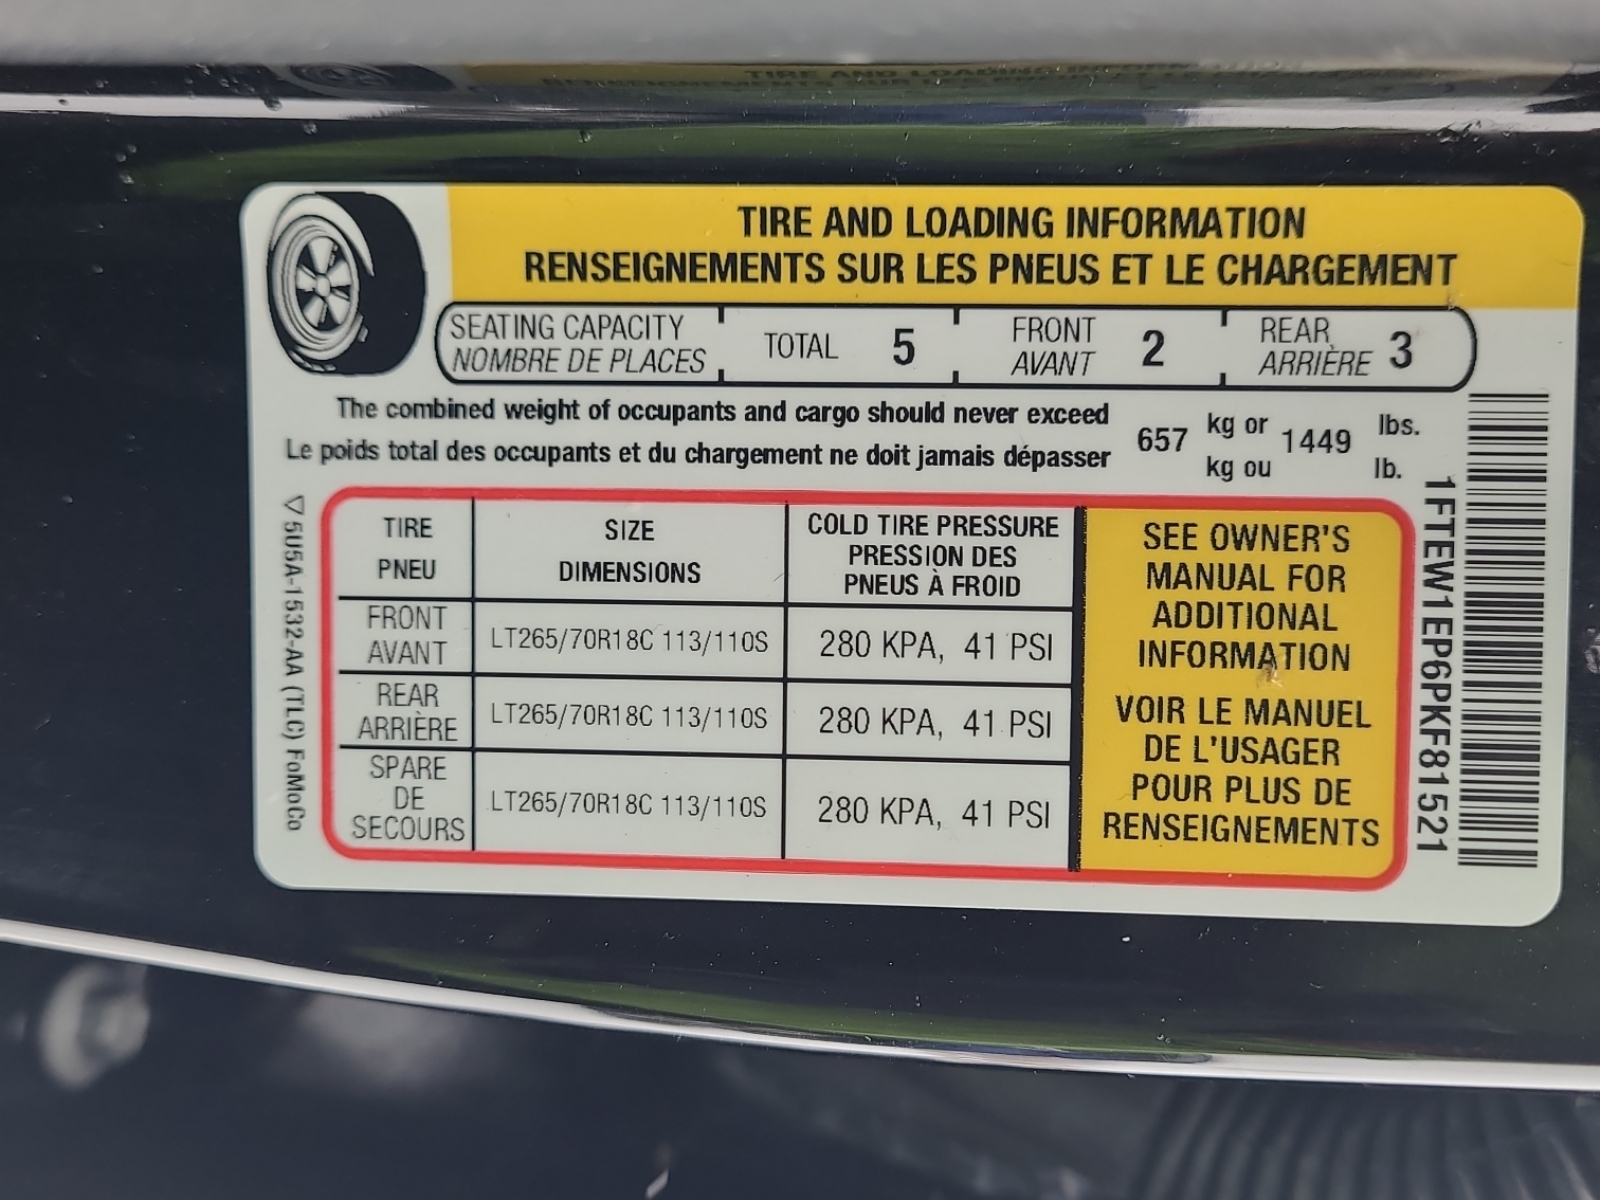 TIRE AND LOADING INFORMATION
RENSEIGNEMENTS SUR LES PNEUS ET LE CHARGEMENT
SEATING CAPACITY
NOMBRE DE PLACES
TOTAL 5
FRONT
AVANT
2
REAR
ARRIÈRE
3
The combined weight of occupants and cargo should never exceed
Le poids total des occupants et du chargement ne doit jamais dépasser
657
kg or
kg ou
1449
lbs.
lb.
TIRE
PNEU
SIZE
DIMENSIONS
COLD TIRE PRESSURE
PRESSION DES
PNEUS À FROID
FRONT
AVANT
LT265/70R18C 113/110S
280 KPA, 41 PSI
REAR
ARRIÈRE
LT265/70R18C 113/110S
280 KPA, 41 PSI
SPARE
DE
SECOURS
LT265/70R18C 113/110S
280 KPA, 41 PSI
SEE OWNER'S
MANUAL FOR
ADDITIONAL
INFORMATION
VOIR LE MANUEL
DE L'USAGER
POUR PLUS DE
RENSEIGNEMENTS
5U5A-1532-AA (TLC) FoMoCo
1FTEW1EP6PKF81521